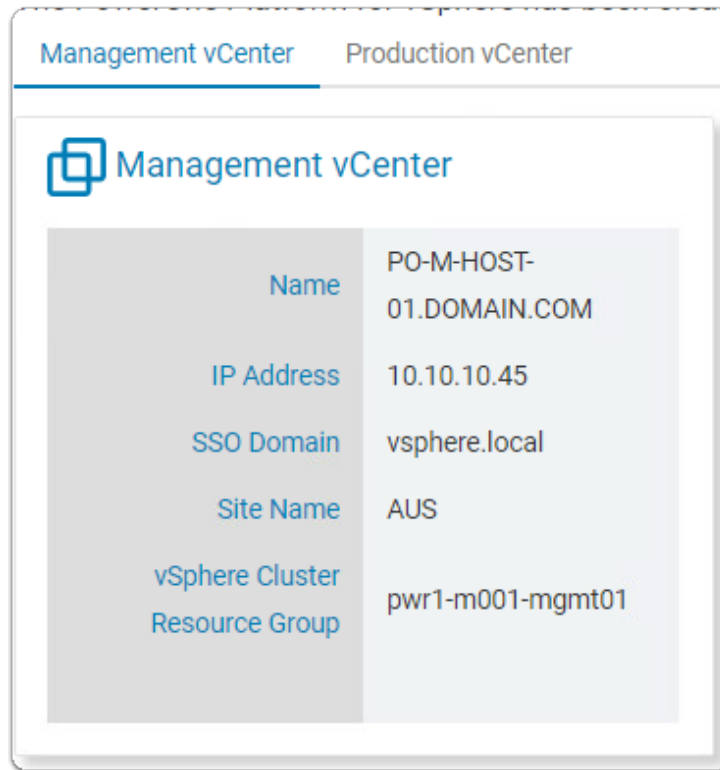 Management vCenter Production vCenter
Management vCenter
Name PO-M-HOST-
01.DOMAIN.COM
IP Address 10.10.10.45
SSO Domain vsphere.local
Site Name AUS
vSphere Cluster
Resource Group pwr1-m001-mgmt01